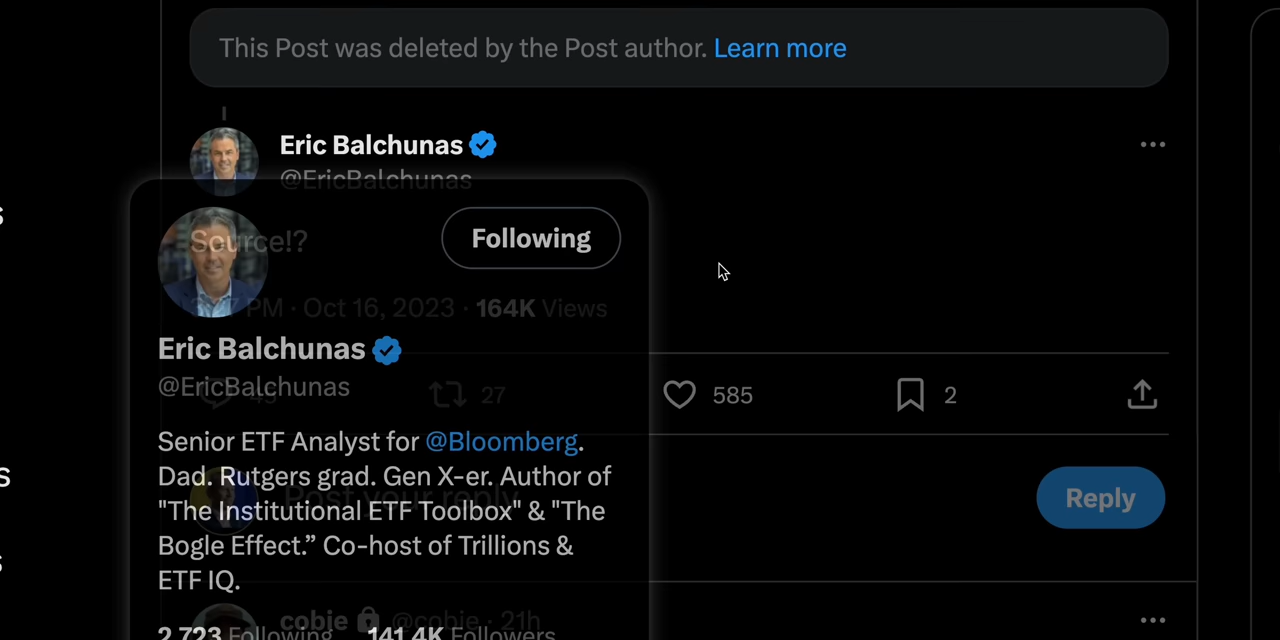 This Post was deleted by the Post author. Learn more
Eric Balchunas
@EricBalchunas
Source!?
Following
PM · Oct 16, 2023 · 164K Views
Eric Balchunas
@EricBalchunas
27
585
2
Senior ETF Analyst for @Bloomberg.
Dad. Rutgers grad. Gen X-er. Author of
"The Institutional ETF Toolbox" & "The
Bogle Effect.” Co-host of Trillions &
ETF IQ.
Post your reply
Reply
cobie @cobie · 21h
2,723 Following 141.4K Followers